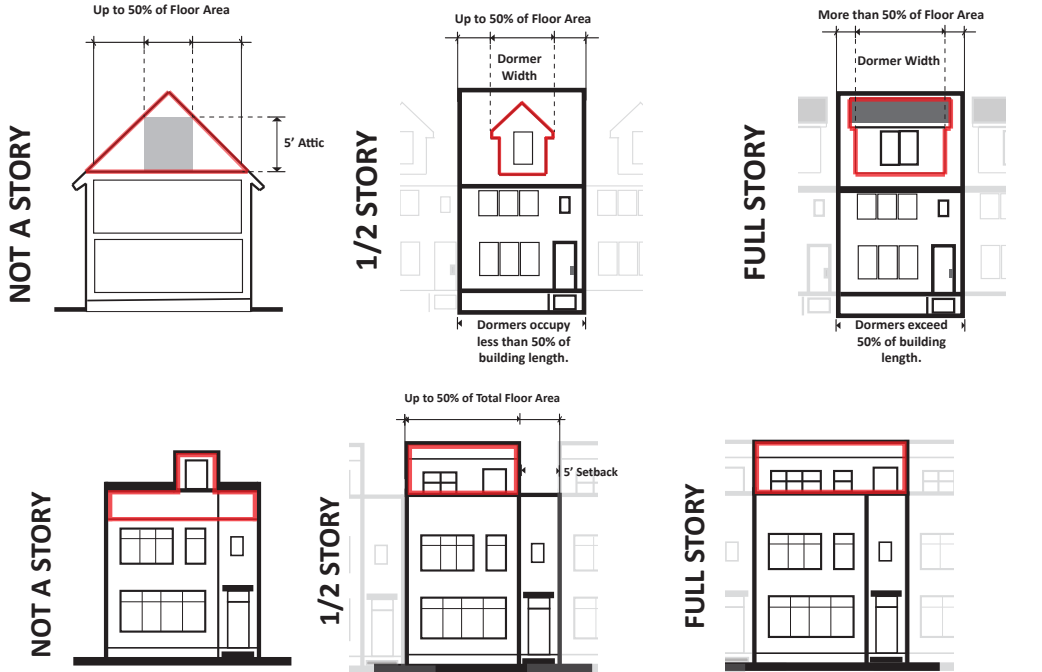 Up to 50% of Floor Area
NOT A STORY
5' Attic
Up to 50% of Floor Area
Dormer
Width
1/2 STORY
Dormers occupy
less than 50% of
building length.
More than 50% of Floor Area
Dormer Width
FULL STORY
Dormers exceed
50% of building
length.
NOT A STORY
Up to 50% of Total Floor Area
1/2 STORY
5' Setback
FULL STORY